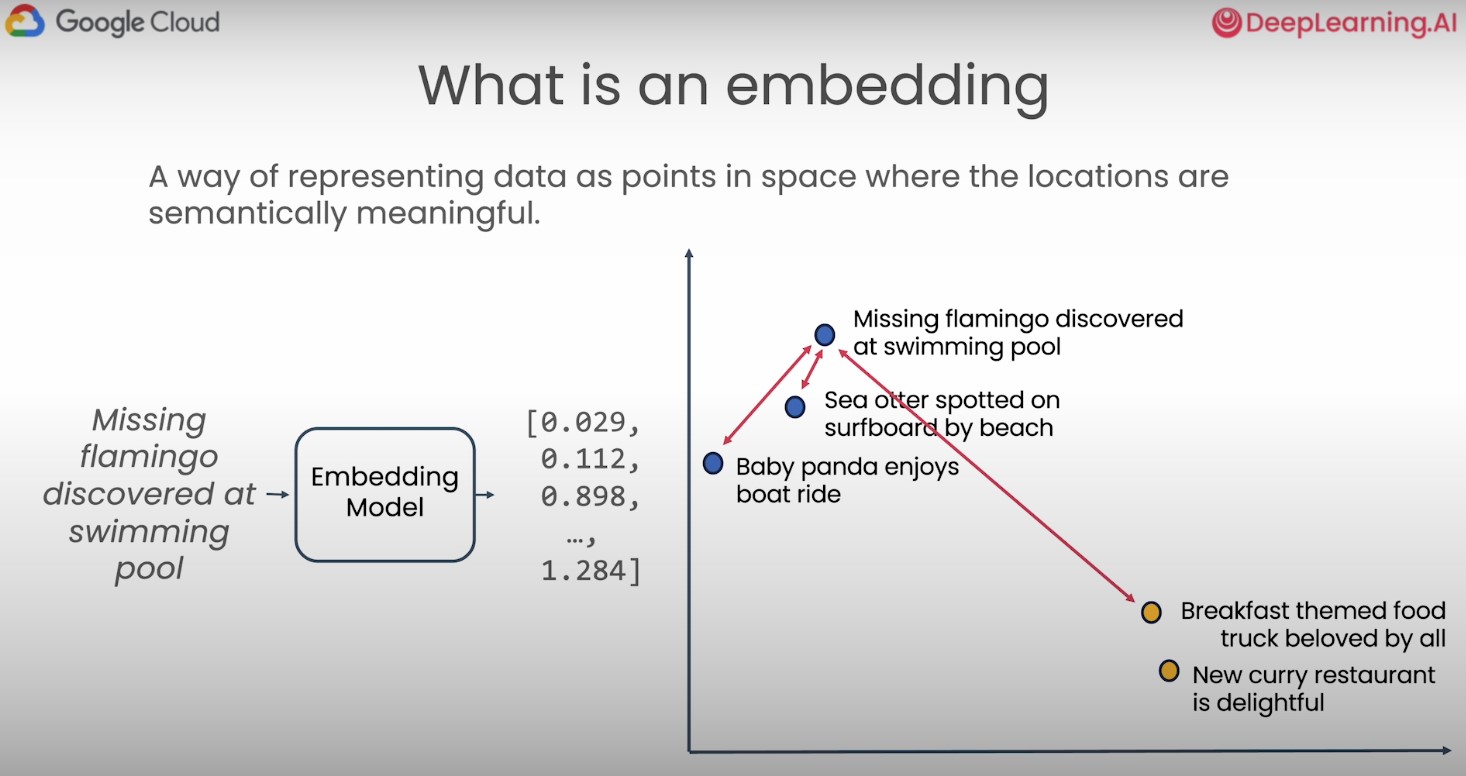 Google Cloud
DeepLearning.AI
What is an embedding
A way of representing data as points in space where the locations are
semantically meaningful.
Missing
flamingo
discovered at
swimming
pool
Embedding
Model
[0.029,
0.112,
0.898,
…,
1.284]
Missing flamingo discovered
at swimming pool
Sea otter spotted on
surfboard by beach
Baby panda enjoys
boat ride
Breakfast themed food
truck beloved by all
New curry restaurant
is delightful